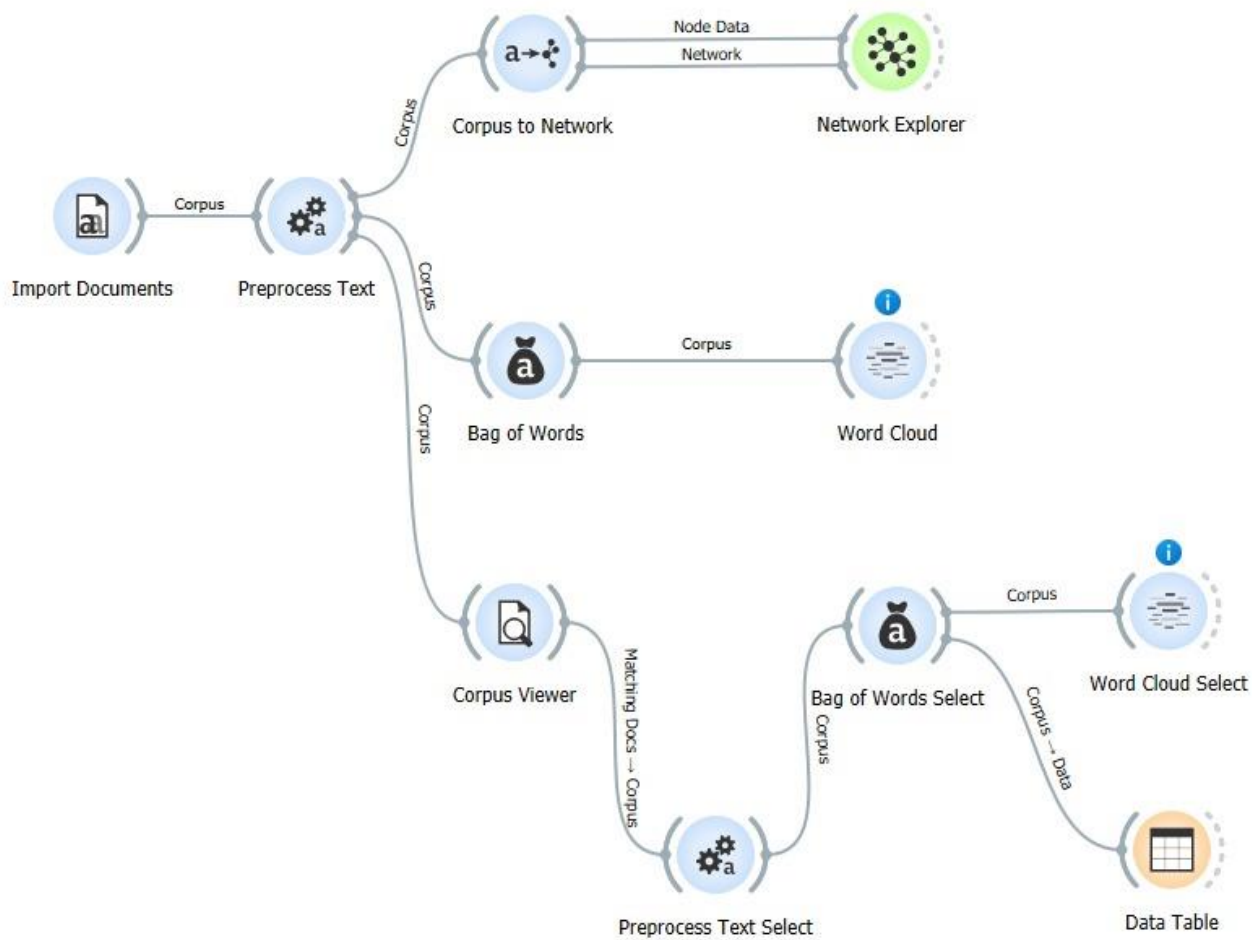 Node Data
Network
Corpus
Corpus to Network
Network Explorer
Corpus
Import Documents
Preprocess Text
Corpus
Corpus
Bag of Words
Word Cloud
Corpus
Corpus Viewer
Matching Docs → Corpus
Preprocess Text Select
Corpus
Bag of Words Select
Corpus
Word Cloud Select
Corpus → Data
Data Table